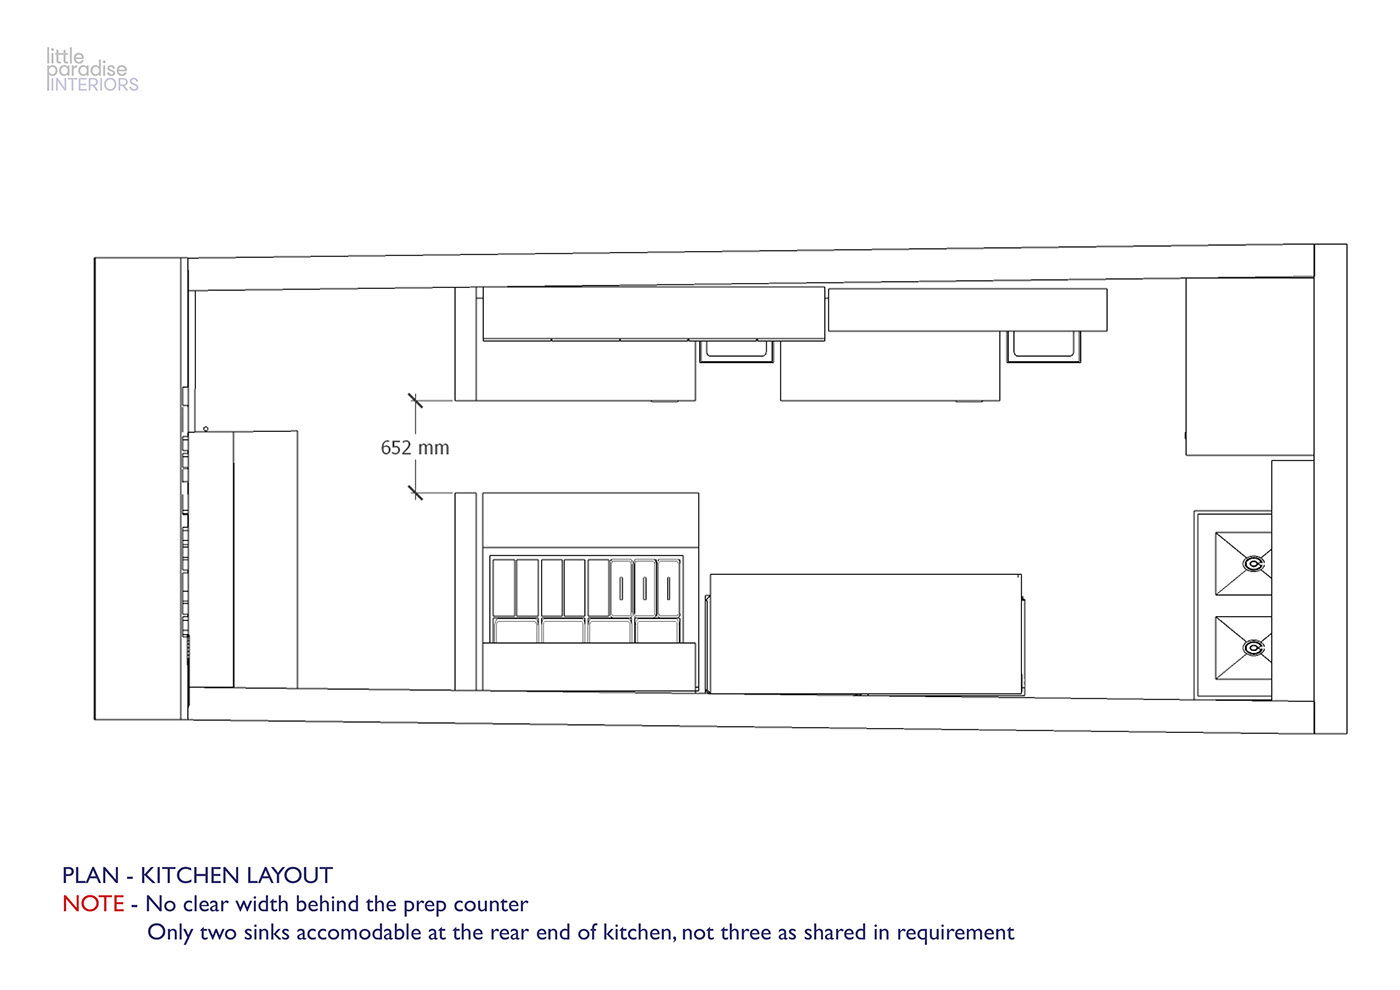 little
paradise
INTERIORS
652 mm
PLAN - KITCHEN LAYOUT
NOTE - No clear width behind the prep counter
Only two sinks accomodable at the rear end of kitchen, not three as shared in requirement